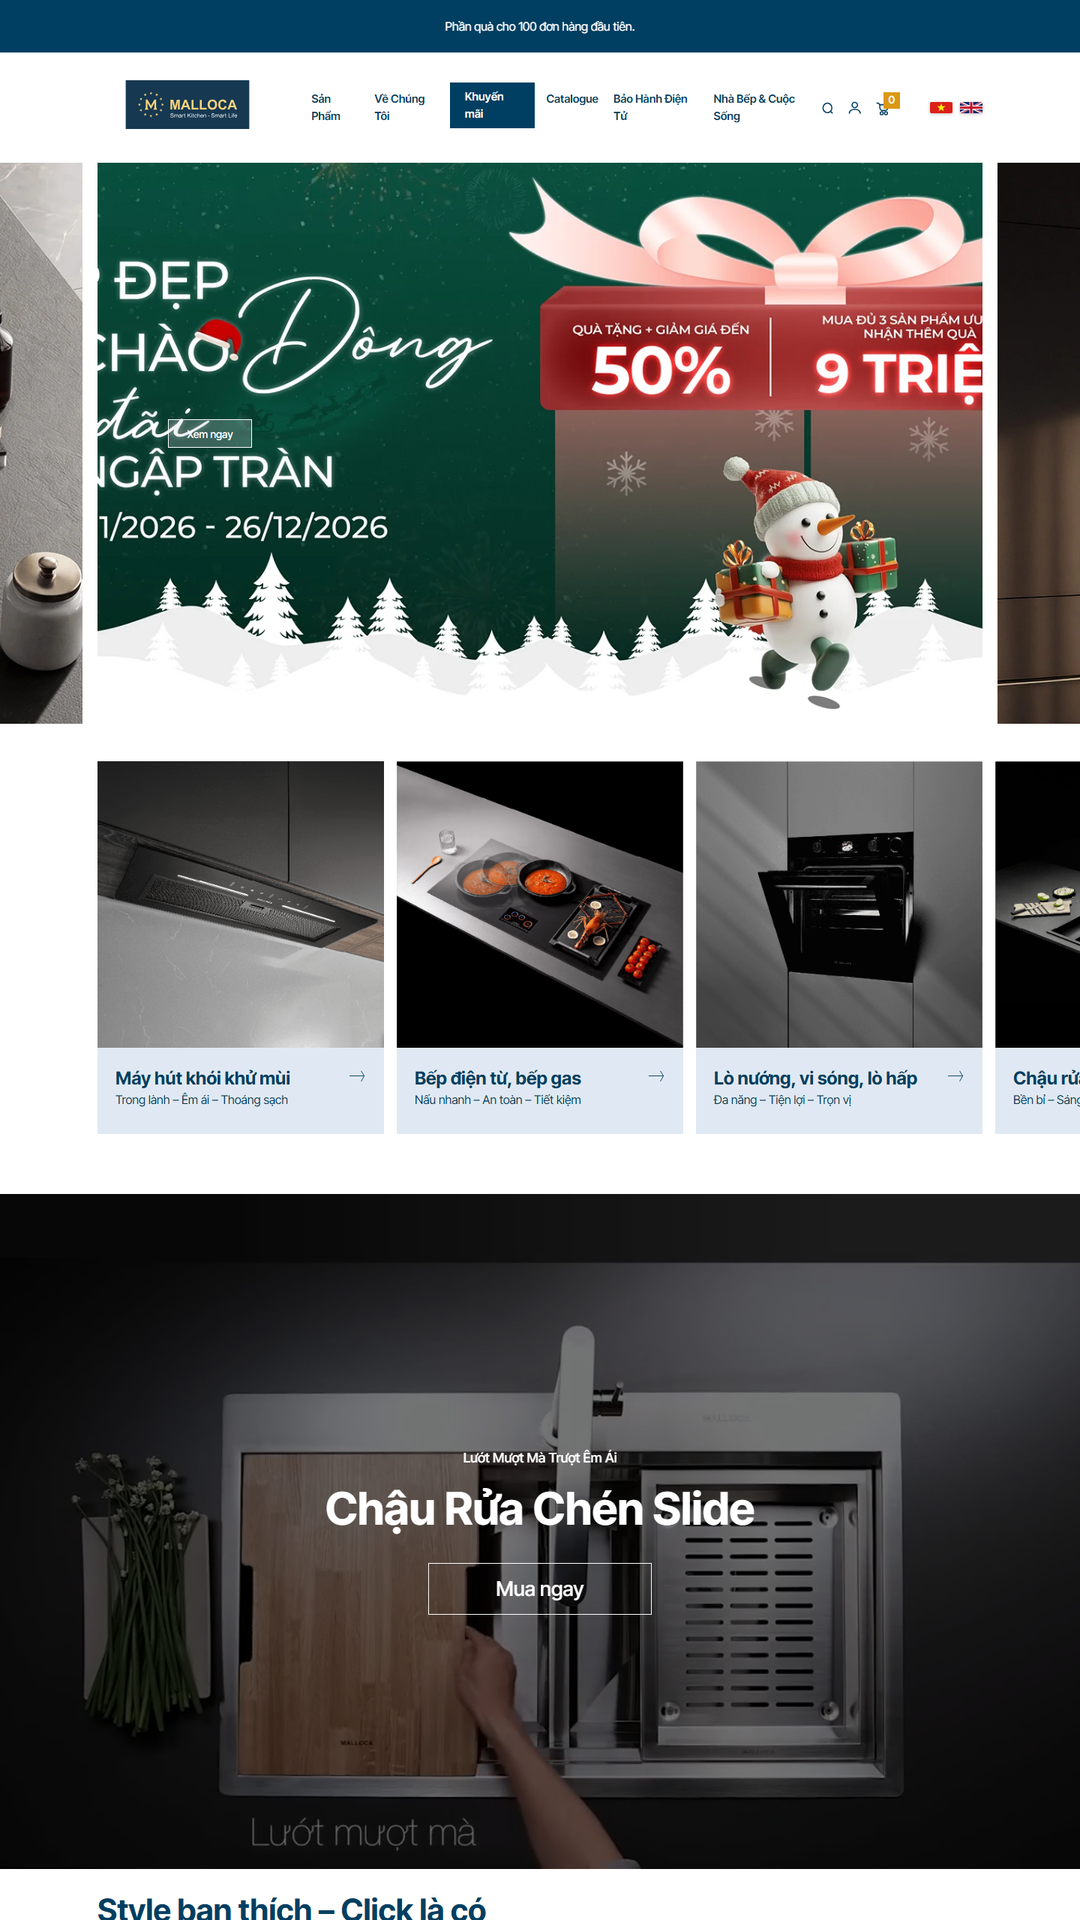 Phần quà cho 100 đơn hàng đầu tiên.
M MALLOCA
Smart Kitchen - Smart Life
Sản Phẩm
Về Chúng Tôi
Khuyến mãi
Catalogue
Bảo Hành Điện Tử
Nhà Bếp & Cuộc Sống
0
ĐẸP
CHÀO Đông
đãi
Xem ngay
NGẬP TRÀN
1/2026 - 26/12/2026
QUÀ TẶNG + GIẢM GIÁ ĐẾN
50%
MUA ĐỦ 3 SẢN PHẨM ƯU
NHẬN THÊM QUÀ
9 TRIỆ
Máy hút khói khử mùi
Trong lành – Êm ái – Thoáng sạch
Bếp điện từ, bếp gas
Nấu nhanh – An toàn – Tiết kiệm
Lò nướng, vi sóng, lò hấp
Đa năng – Tiện lợi – Trọn vị
Chậu rử
Bền bỉ – Sáng
MALLOCA
Lướt Mượt Mà Trượt Êm Ái
Chậu Rửa Chén Slide
Mua ngay
MALLOCA
Lướt mượt mà
Style bạn thích – Click là có